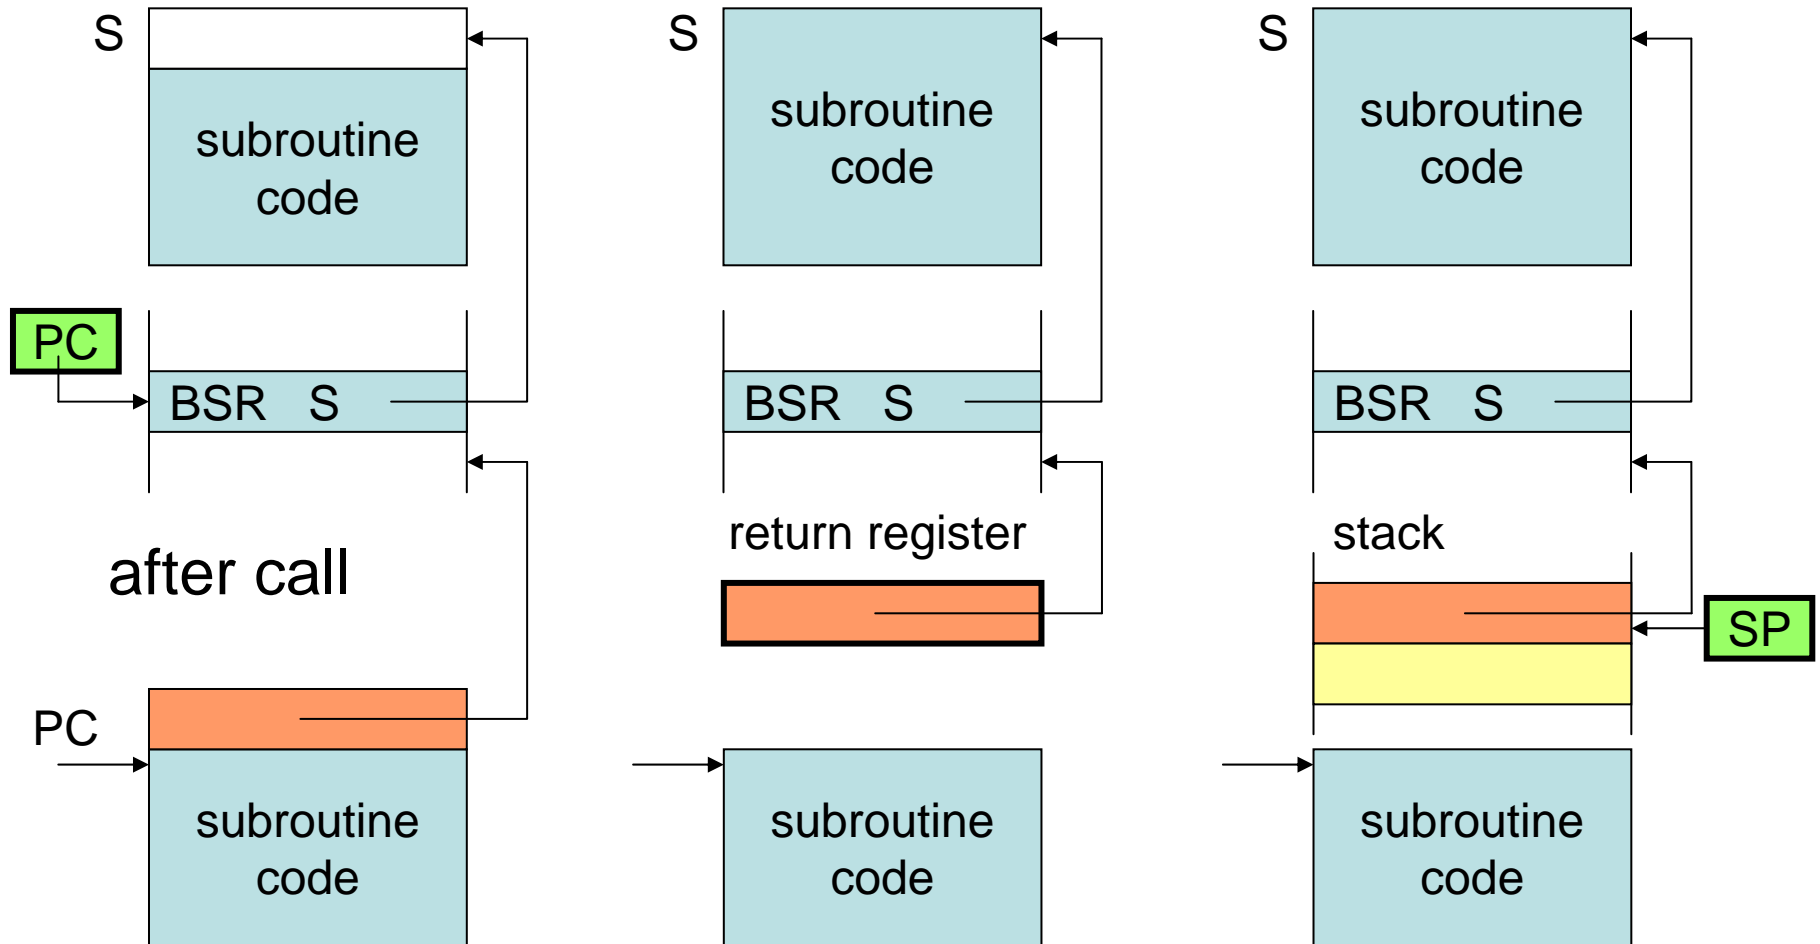 S
S
S
subroutine
code
subroutine
code
subroutine
code
PC
BSR S
BSR S
BSR S
after call
return register
stack
SP
PC
subroutine
code
subroutine
code
subroutine
code